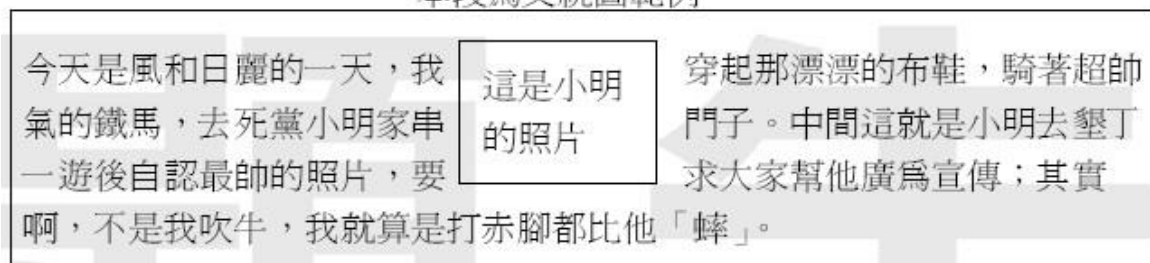 今天是風和日麗的一天，我穿起那漂漂的布鞋，騎著超帥
氣的鐵馬，去死黨小明家串門子。中間這就是小明去墾丁
一遊後自認最帥的照片，要求大家幫他廣爲宣傳；其實
啊，不是我吹牛，我就算是打赤腳都比他「蟀」。
這是小明
的照片